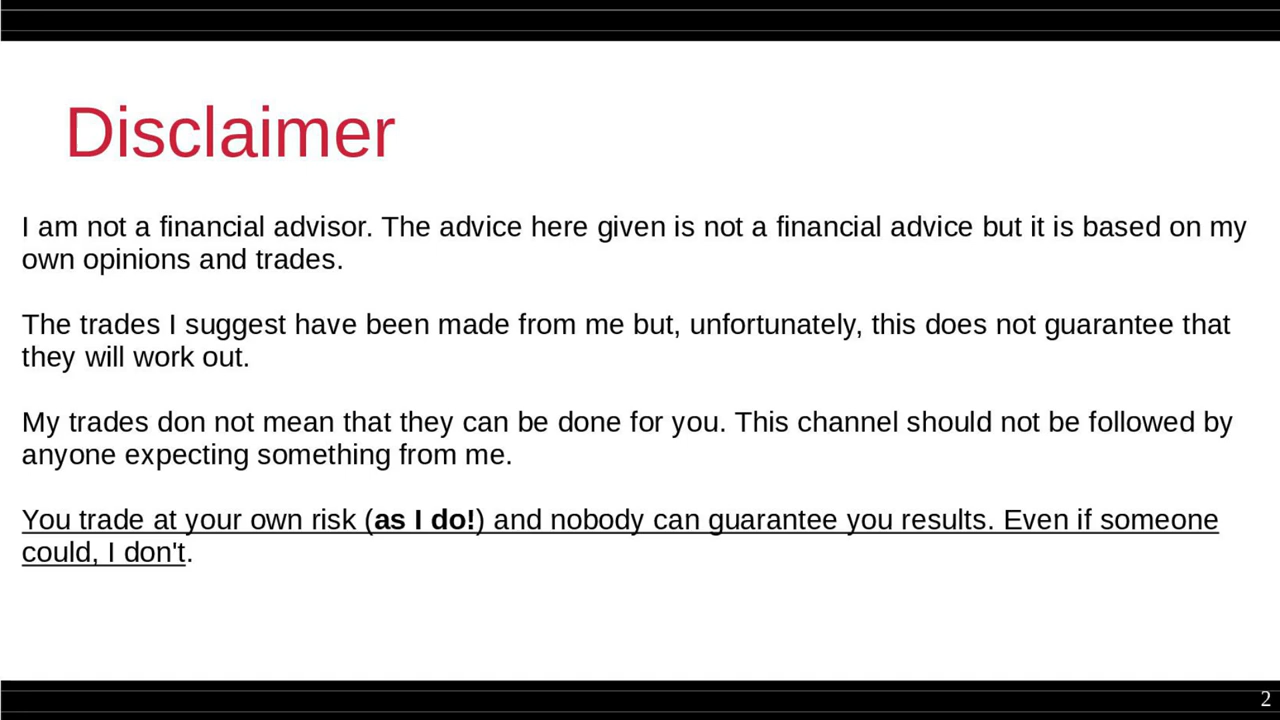 Disclaimer
I am not a financial advisor. The advice here given is not a financial advice but it is based on my
own opinions and trades.
The trades I suggest have been made from me but, unfortunately, this does not guarantee that
they will work out.
My trades don not mean that they can be done for you. This channel should not be followed by
anyone expecting something from me.
You trade at your own risk (as I do!) and nobody can guarantee you results. Even if someone
could, I don't.
2